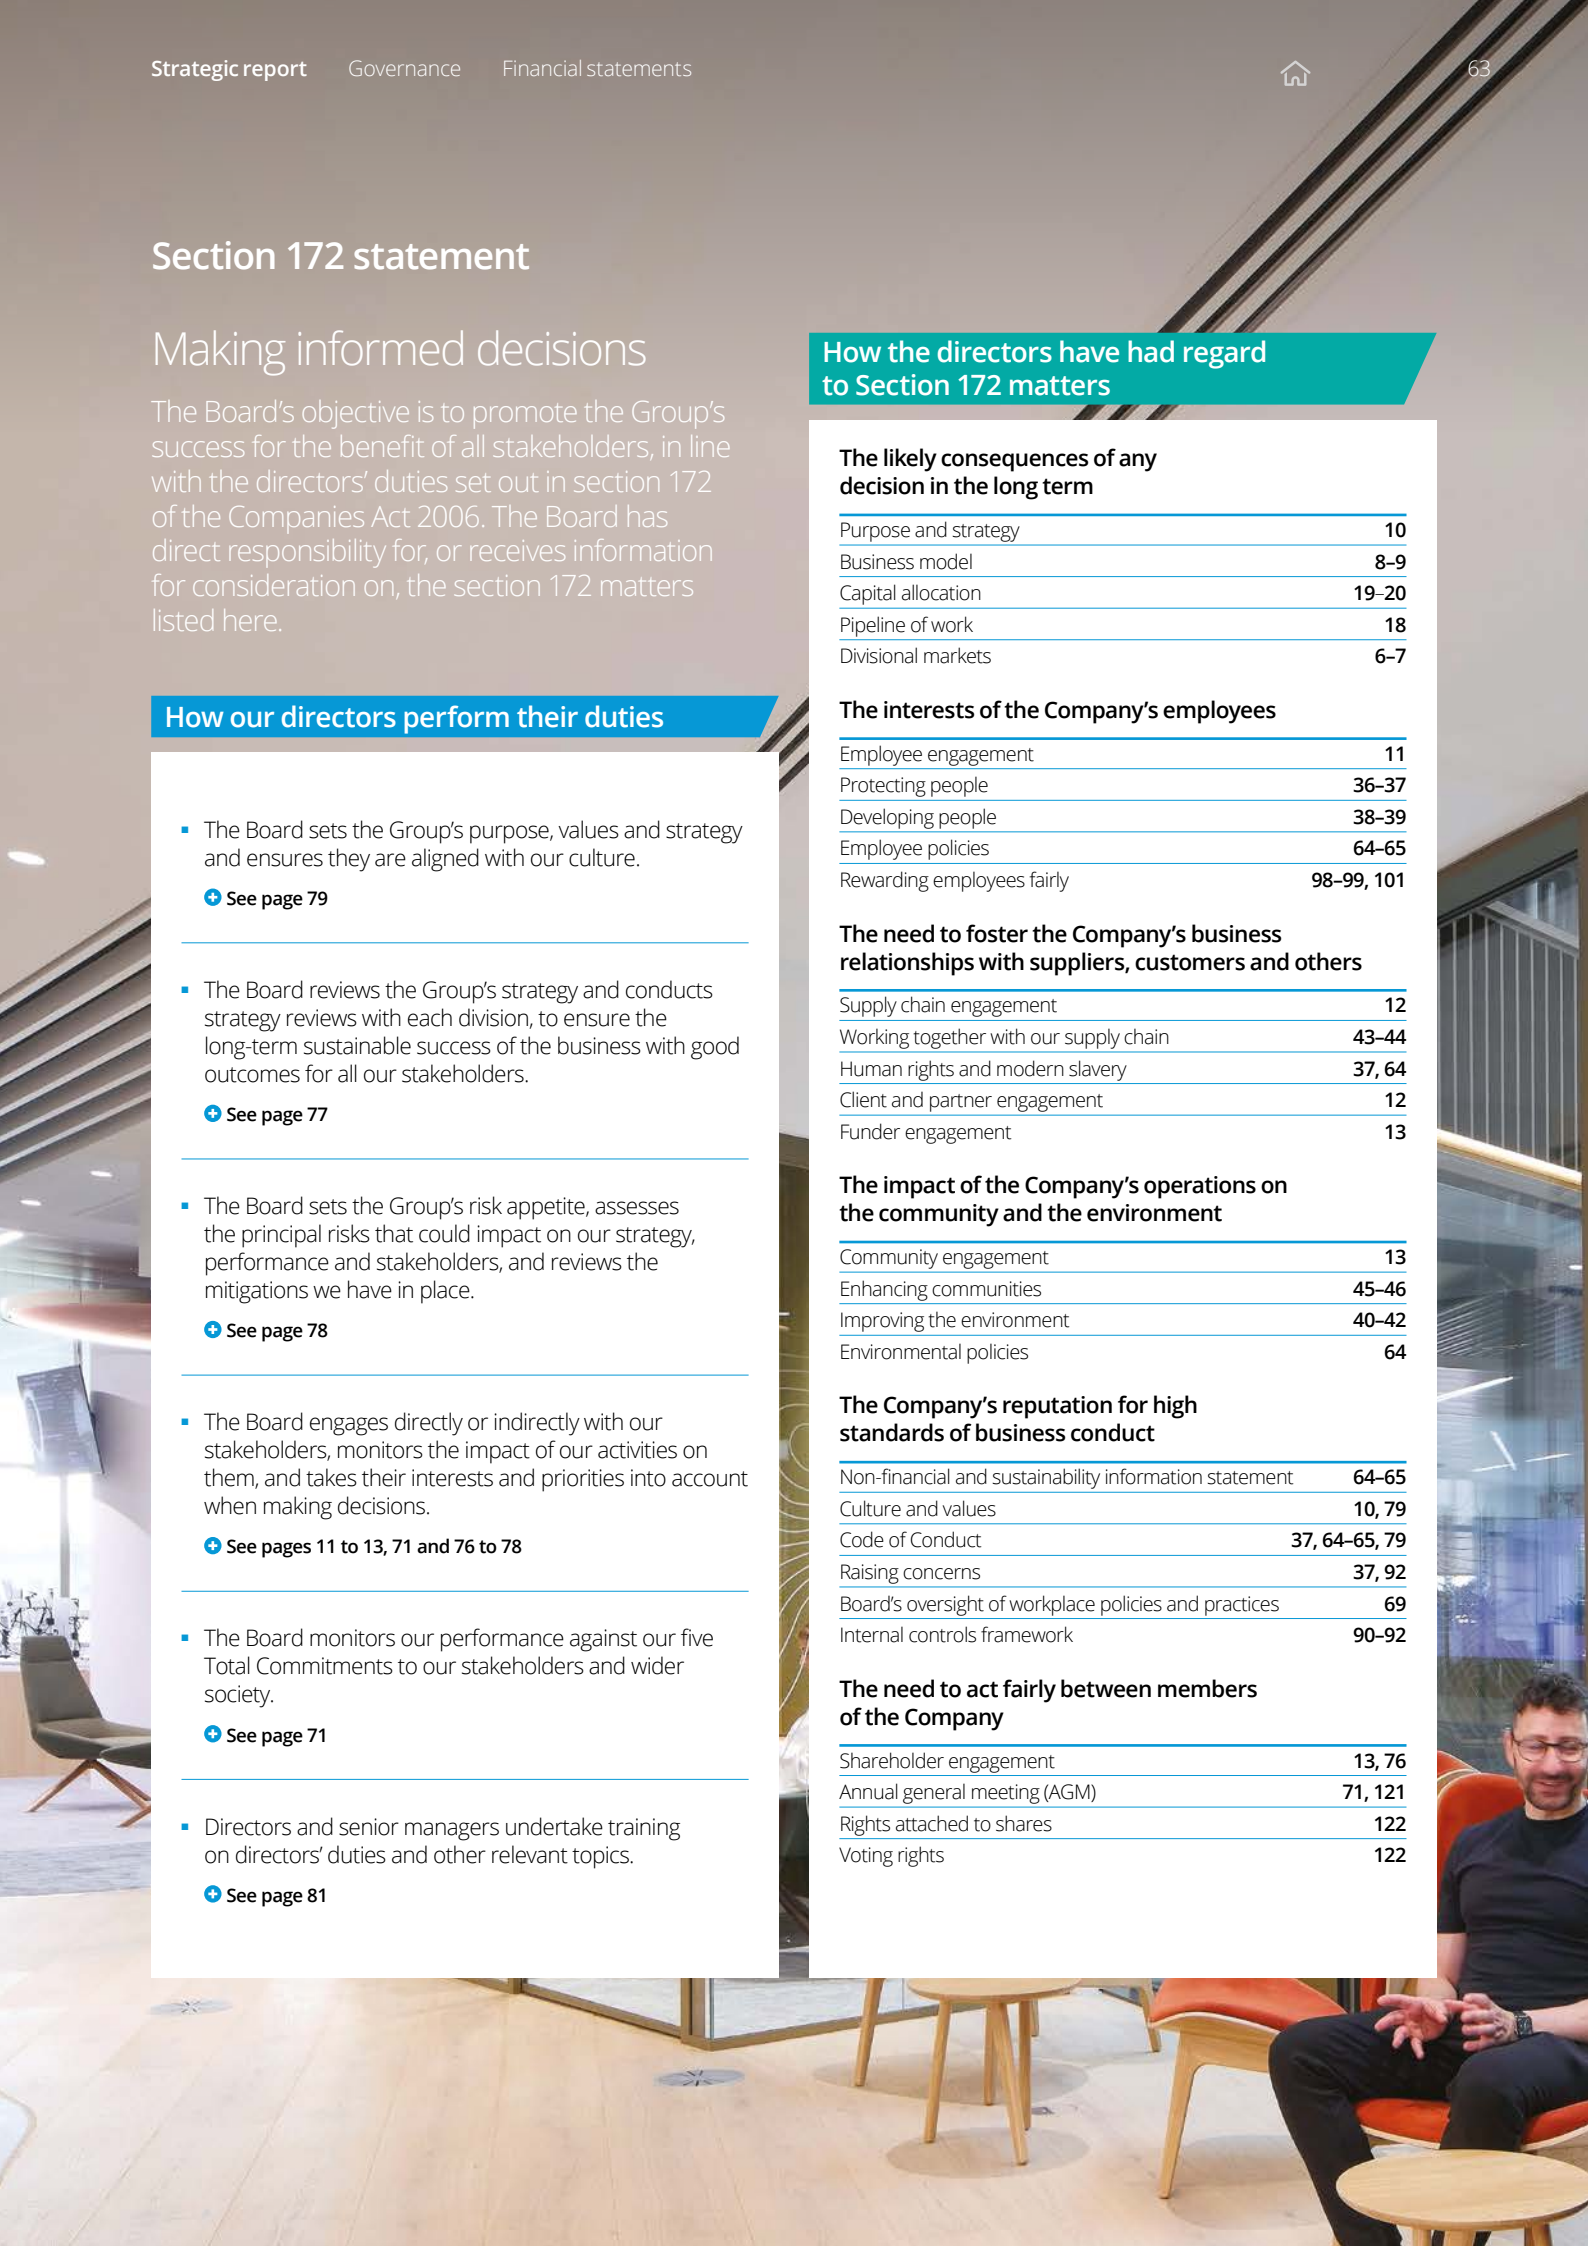 Strategic report Governance Financial statements 63
Section 172 statement
Making informed decisions
The Board's objective is to promote the Group's
success for the benefit of all stakeholders, in line
with the directors' duties set out in section 172
of the Companies Act 2006. The Board has
direct responsibility for, or receives information
for consideration on, the section 172 matters
listed here.
How our directors perform their duties
▪ The Board sets the Group's purpose, values and strategy
and ensures they are aligned with our culture.
See page 79
▪ The Board reviews the Group's strategy and conducts
strategy reviews with each division, to ensure the
long-term sustainable success of the business with good
outcomes for all our stakeholders.
See page 77
▪ The Board sets the Group's risk appetite, assesses
the principal risks that could impact on our strategy,
performance and stakeholders, and reviews the
mitigations we have in place.
See page 78
▪ The Board engages directly or indirectly with our
stakeholders, monitors the impact of our activities on
them, and takes their interests and priorities into account
when making decisions.
See pages 11 to 13, 71 and 76 to 78
▪ The Board monitors our performance against our five
Total Commitments to our stakeholders and wider
society.
See page 71
▪ Directors and senior managers undertake training
on directors' duties and other relevant topics.
See page 81
How the directors have had regard
to Section 172 matters
The likely consequences of any
decision in the long term
Purpose and strategy 10
Business model 8–9
Capital allocation 19–20
Pipeline of work 18
Divisional markets 6–7
The interests of the Company's employees
Employee engagement 11
Protecting people 36–37
Developing people 38–39
Employee policies 64–65
Rewarding employees fairly 98–99, 101
The need to foster the Company's business
relationships with suppliers, customers and others
Supply chain engagement 12
Working together with our supply chain 43–44
Human rights and modern slavery 37, 64
Client and partner engagement 12
Funder engagement 13
The impact of the Company's operations on
the community and the environment
Community engagement 13
Enhancing communities 45–46
Improving the environment 40–42
Environmental policies 64
The Company's reputation for high
standards of business conduct
Non-financial and sustainability information statement 64–65
Culture and values 10, 79
Code of Conduct 37, 64–65, 79
Raising concerns 37, 92
Board's oversight of workplace policies and practices 69
Internal controls framework 90–92
The need to act fairly between members
of the Company
Shareholder engagement 13, 76
Annual general meeting (AGM) 71, 121
Rights attached to shares 122
Voting rights 122